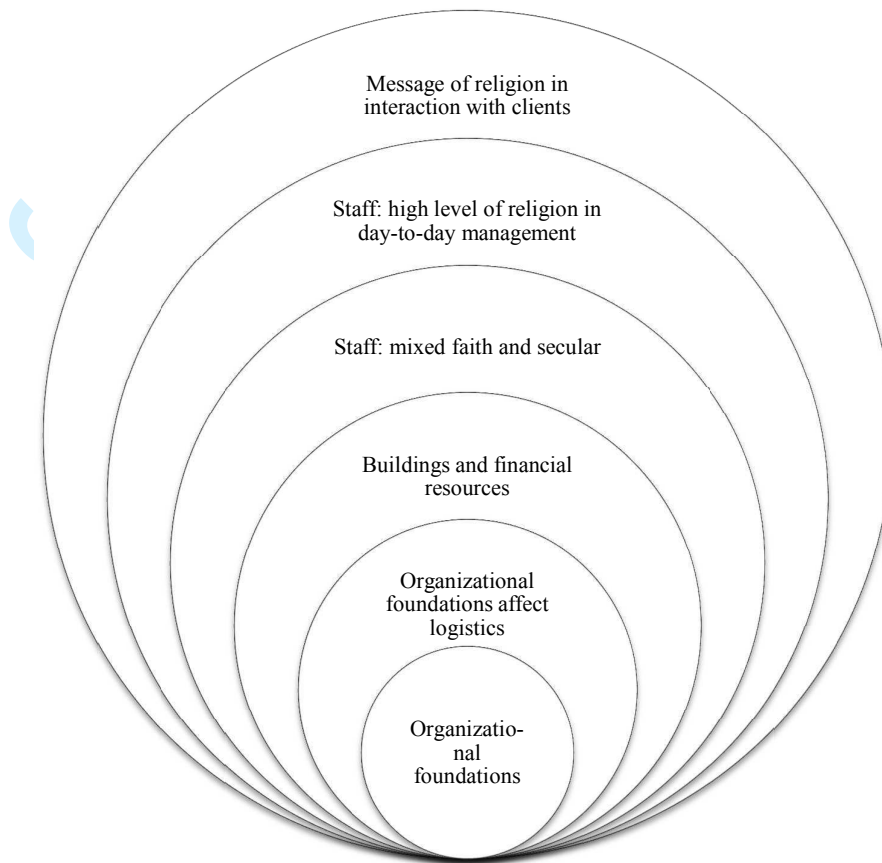 Message of religion in
interaction with clients
Staff: high level of religion in
day-to-day management
Staff: mixed faith and secular
Buildings and financial
resources
Organizational
foundations affect
logistics
Organizatio-
nal
foundations